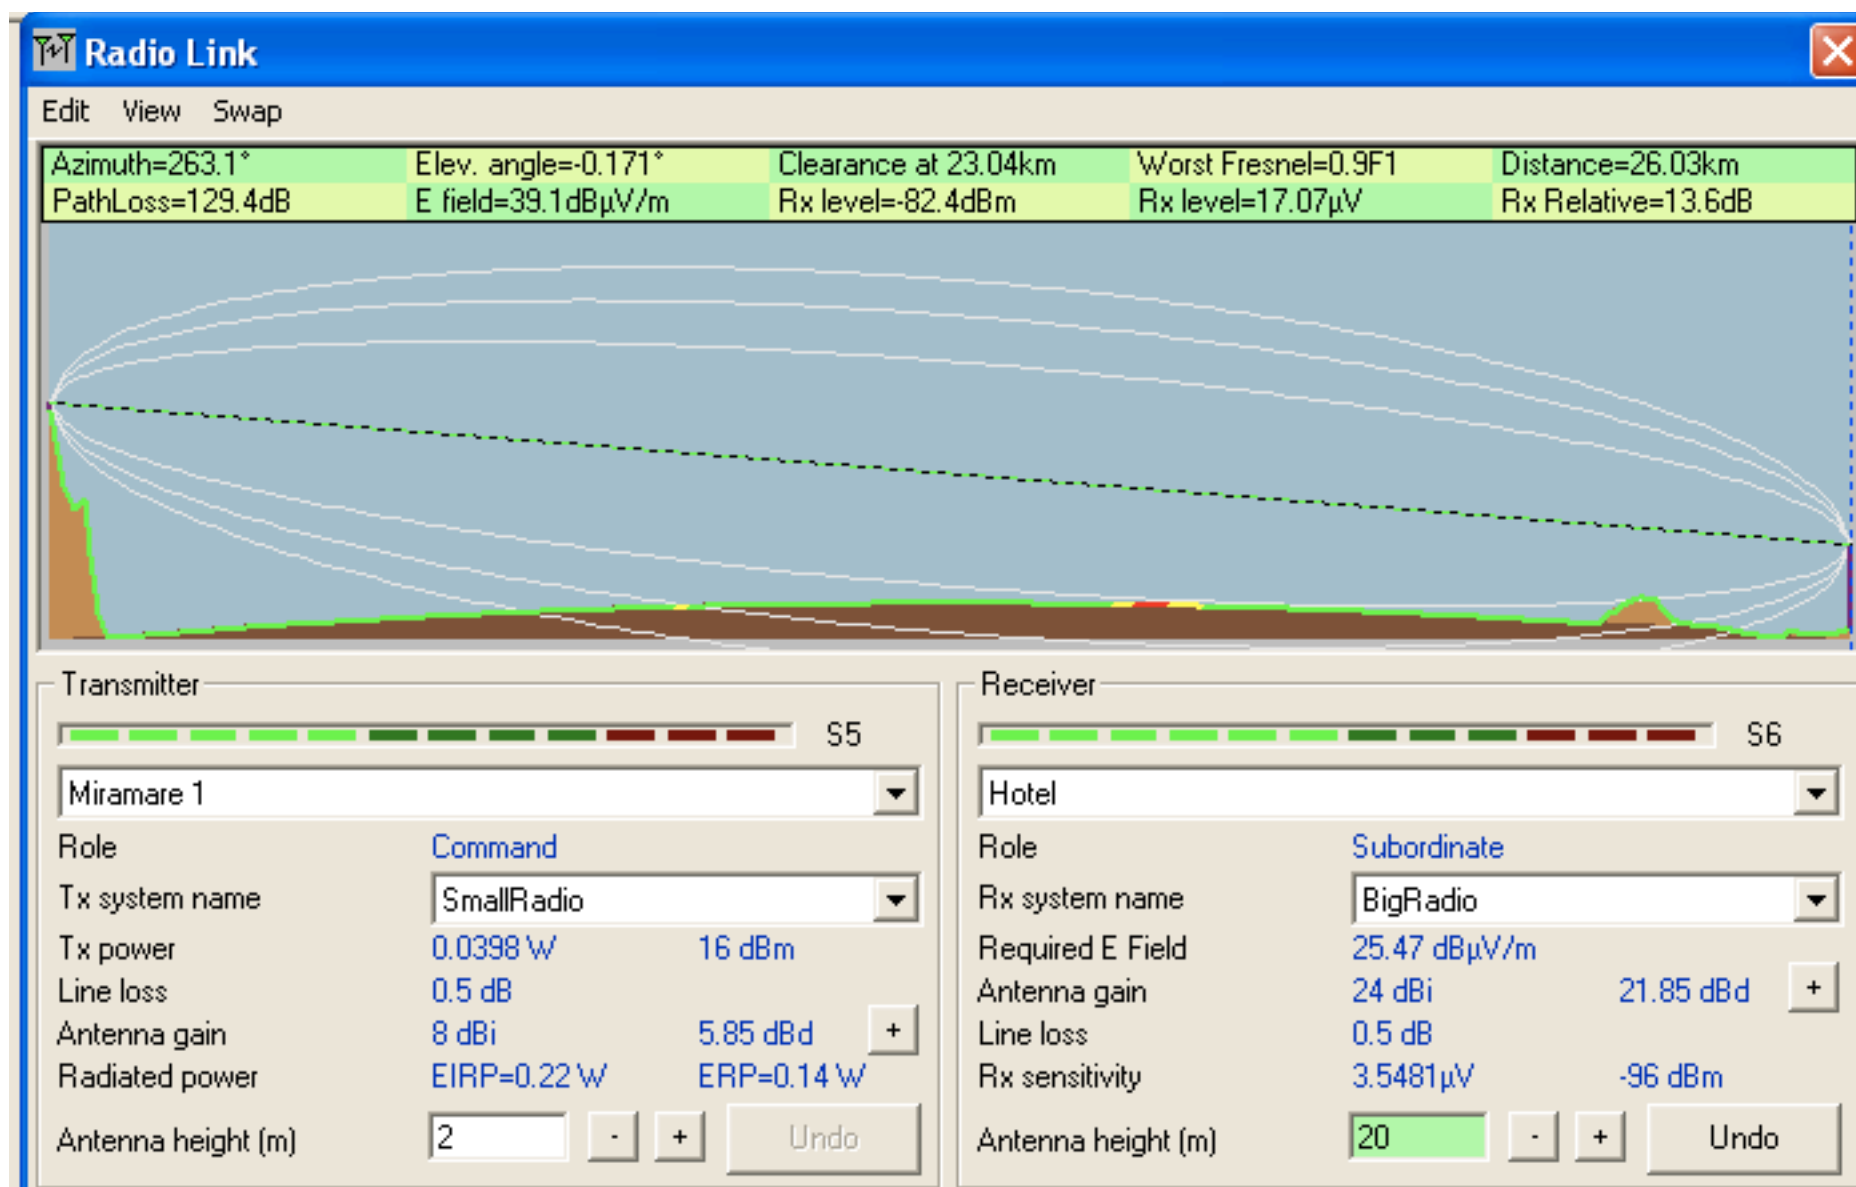 Radio Link
Edit View Swap
Azimuth=263.1° Elev. angle=-0.171° Clearance at 23.04km Worst Fresnel=0.9F1 Distance=26.03km
PathLoss=129.4dB E field=39.1dBµV/m Rx level=-82.4dBm Rx level=17.07µV Rx Relative=13.6dB
Transmitter
S5
Miramare 1
Role Command
Tx system name SmallRadio
Tx power 0.0398 W 16 dBm
Line loss 0.5 dB
Antenna gain 8 dBi 5.85 dBd +
Radiated power EIRP=0.22 W ERP=0.14 W
Antenna height (m) 2 - + Undo
Receiver
S6
Hotel
Role Subordinate
Rx system name BigRadio
Required E Field 25.47 dBµV/m
Antenna gain 24 dBi 21.85 dBd +
Line loss 0.5 dB
Rx sensitivity 3.5481µV -96 dBm
Antenna height (m) 20 - + Undo